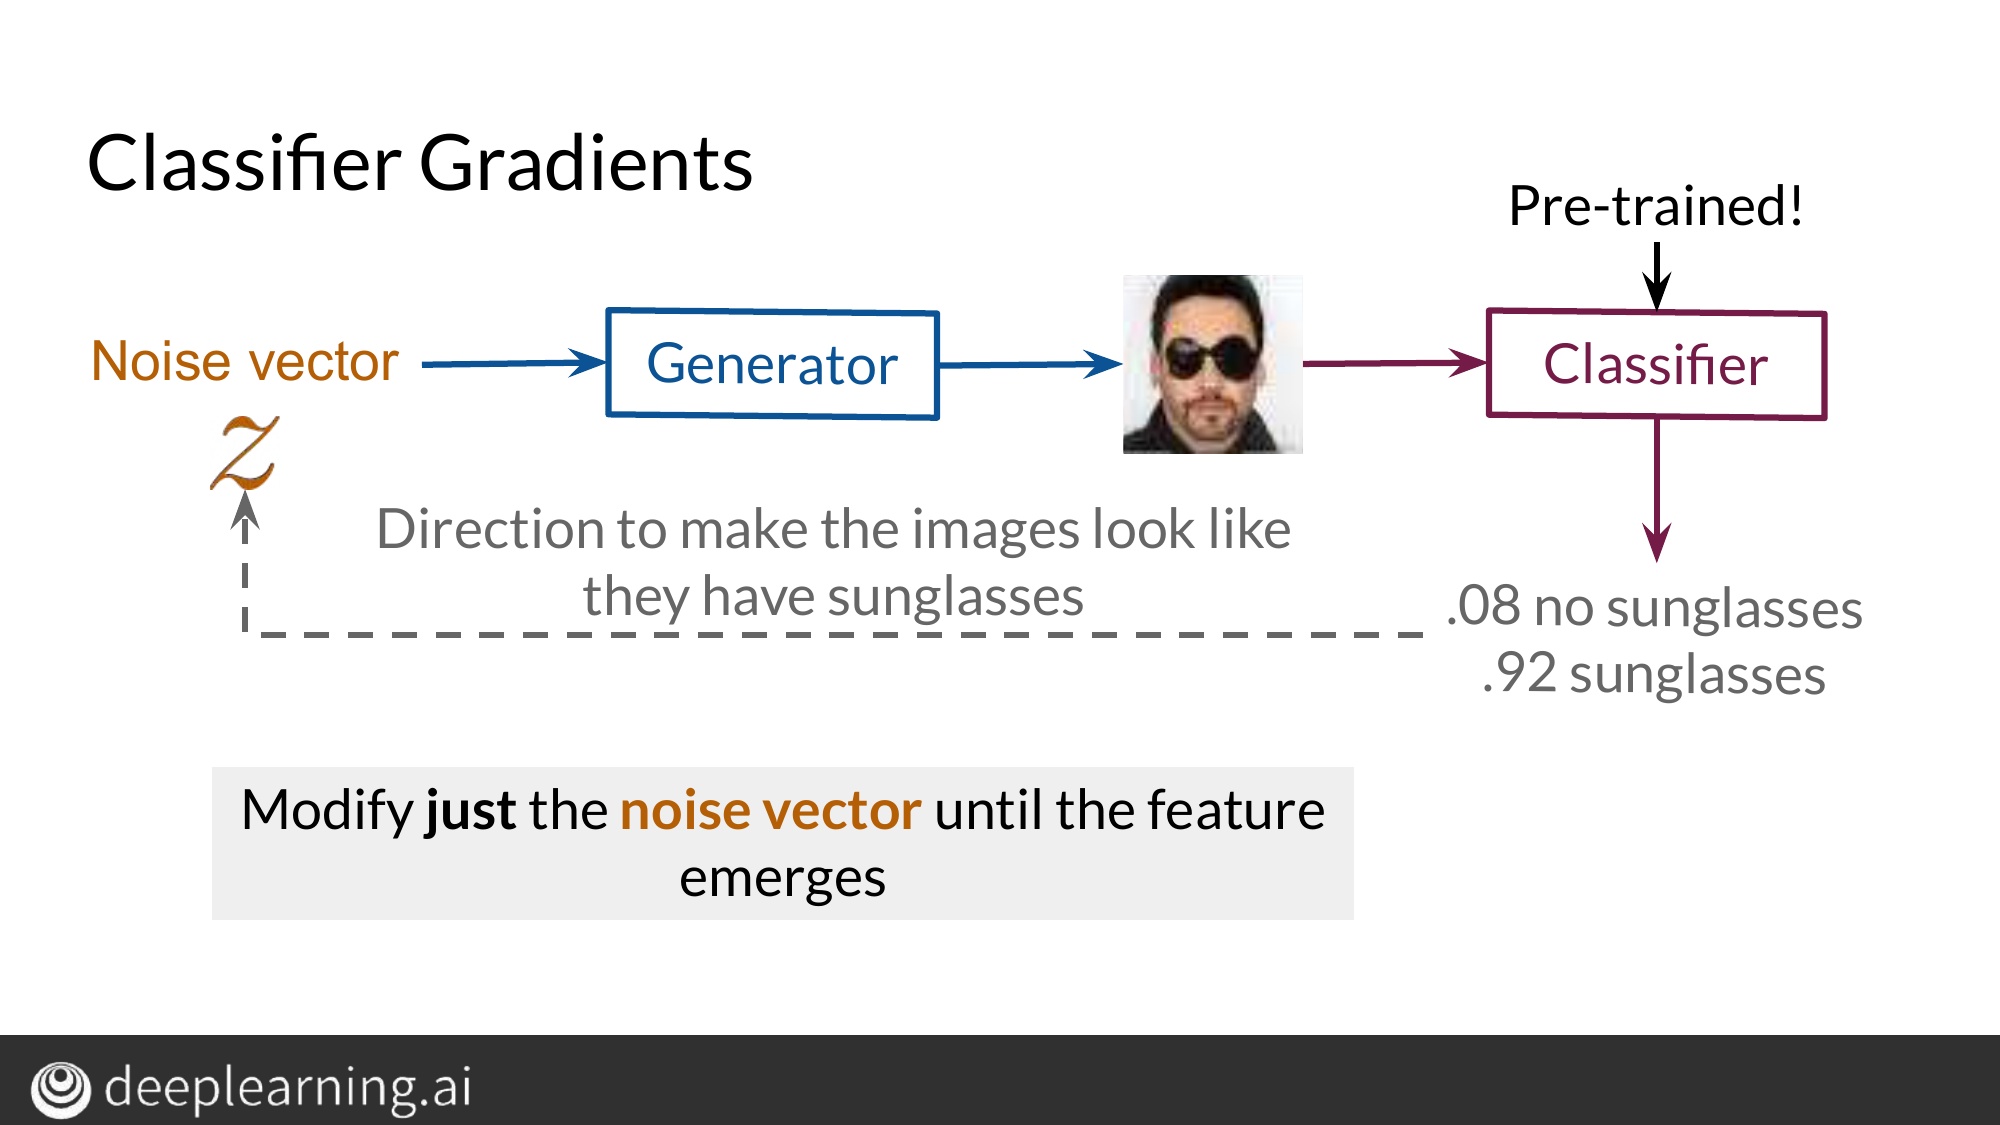 Classifier Gradients
Pre-trained!
Noise vector
Generator
Classifier
z
Direction to make the images look like
they have sunglasses
.08 no sunglasses
.92 sunglasses
Modify just the noise vector until the feature
emerges
deeplearning.ai